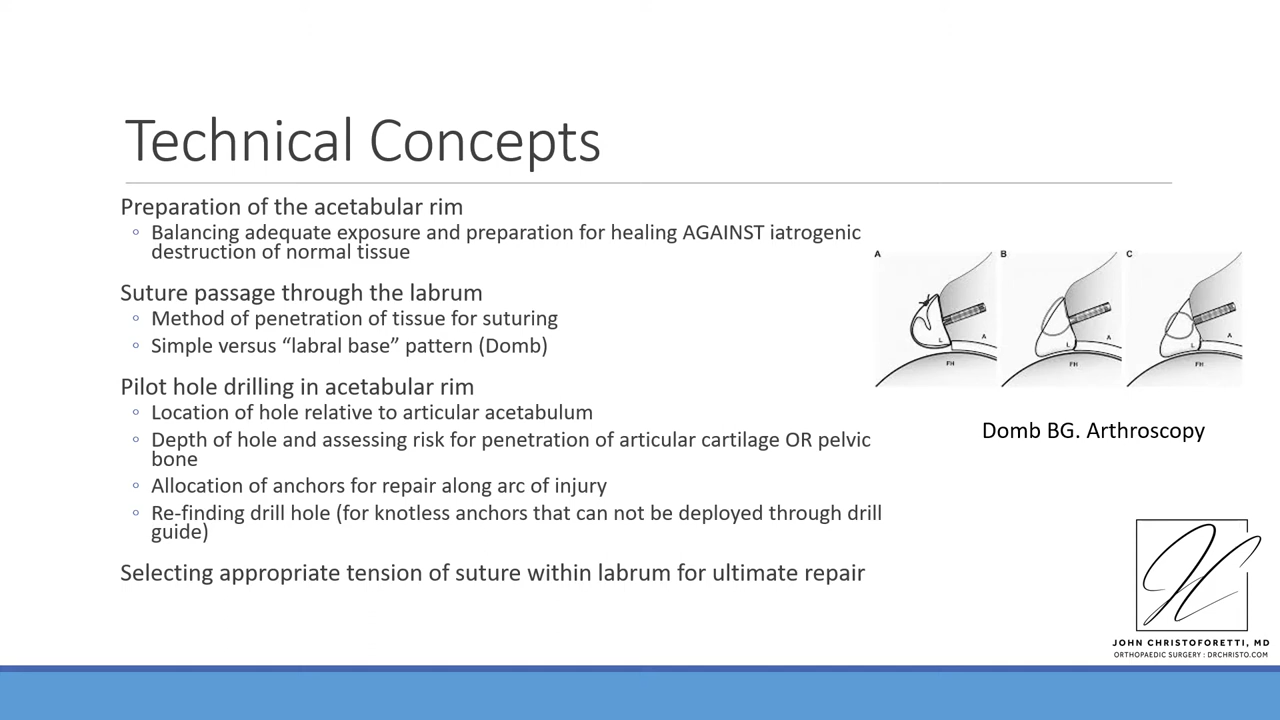 Technical Concepts
Preparation of the acetabular rim
◦ Balancing adequate exposure and preparation for healing AGAINST iatrogenic
destruction of normal tissue
Suture passage through the labrum
◦ Method of penetration of tissue for suturing
◦ Simple versus “labral base” pattern (Domb)
Pilot hole drilling in acetabular rim
◦ Location of hole relative to articular acetabulum
◦ Depth of hole and assessing risk for penetration of articular cartilage OR pelvic
bone
◦ Allocation of anchors for repair along arc of injury
◦ Re-finding drill hole (for knotless anchors that can not be deployed through drill
guide)
Selecting appropriate tension of suture within labrum for ultimate repair
A B C
L A L A L A
FH FH FH
Domb BG. Arthroscopy
JC
JOHN CHRISTOFORETTI, MD
ORTHOPAEDIC SURGERY : DRCHRISTO.COM